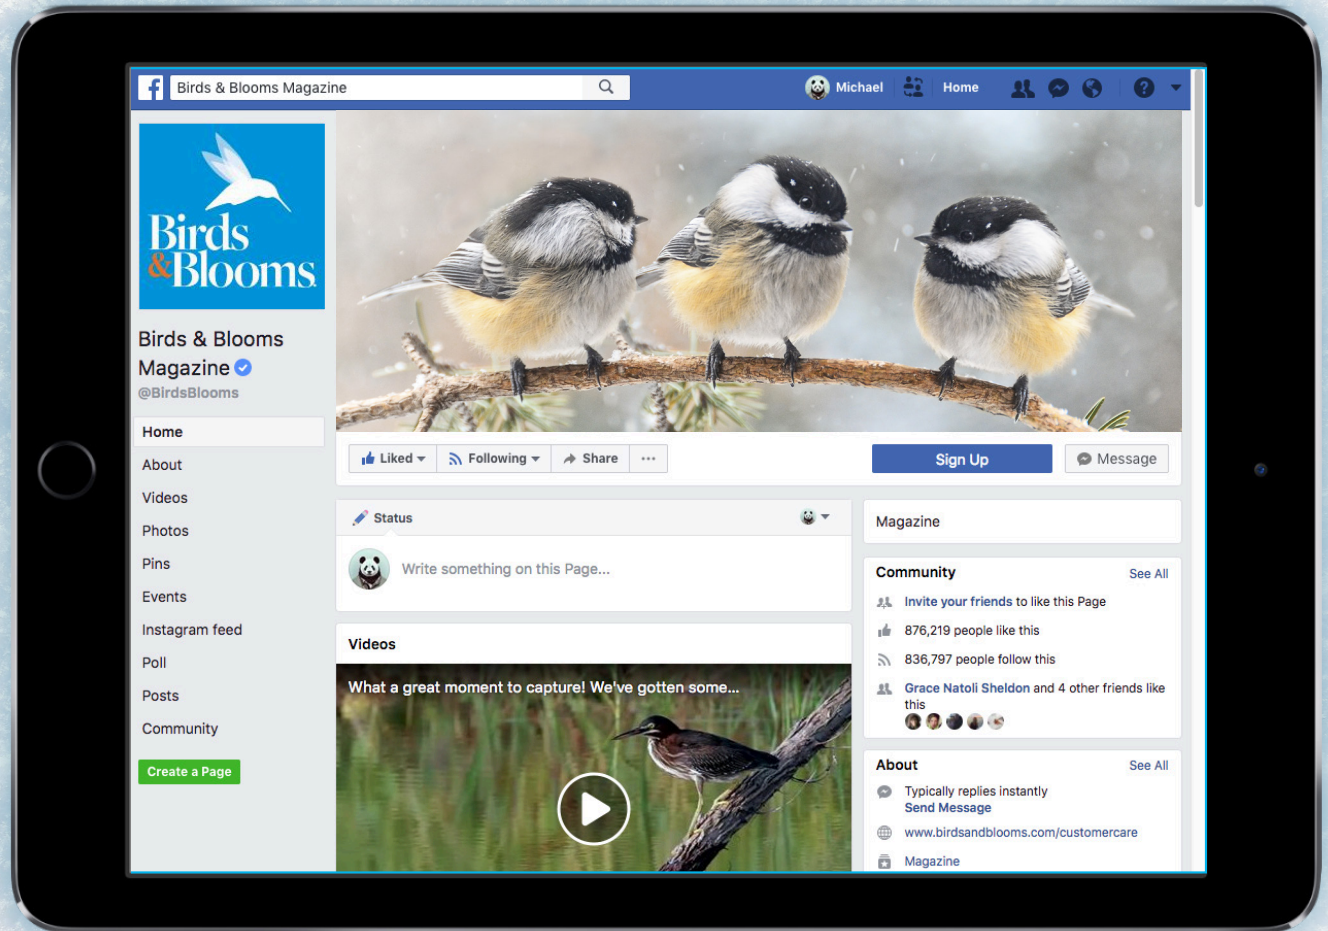 Birds & Blooms Magazine
Michael
Home
Birds
&Blooms.
Birds & Blooms
Magazine
@BirdsBlooms
Home
About
Videos
Photos
Pins
Events
Instagram feed
Poll
Posts
Community
Create a Page
Liked
Following
Share
Sign Up
Message
Status
Write something on this Page...
Videos
What a great moment to capture! We've gotten some...
Magazine
Community
See All
Invite your friends to like this Page
876,219 people like this
836,797 people follow this
Grace Natoli Sheldon and 4 other friends like
this
About
See All
Typically replies instantly
Send Message
www.birdsandblooms.com/customercare
Magazine